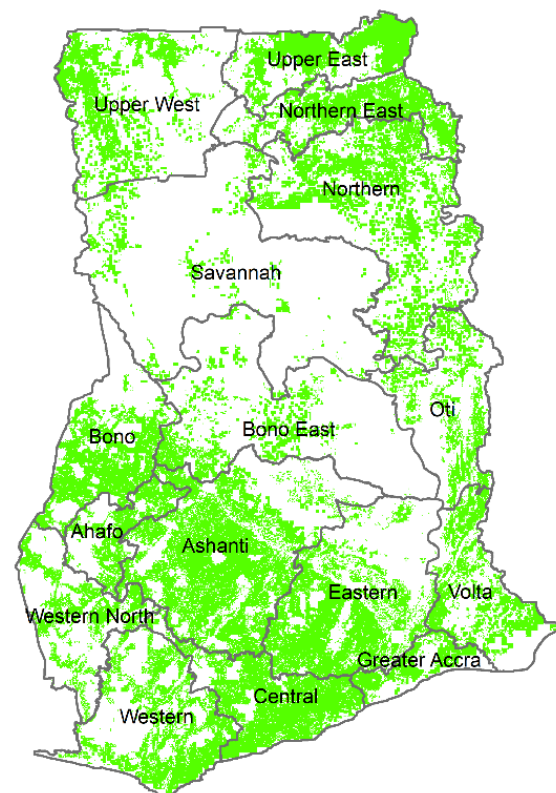 Upper East
Upper West
Northern East
Northern
Savannah
Oti
Bono
Bono East
Ahafo
Ashanti
Eastern
Volta
Western North
Greater Accra
Central
Western